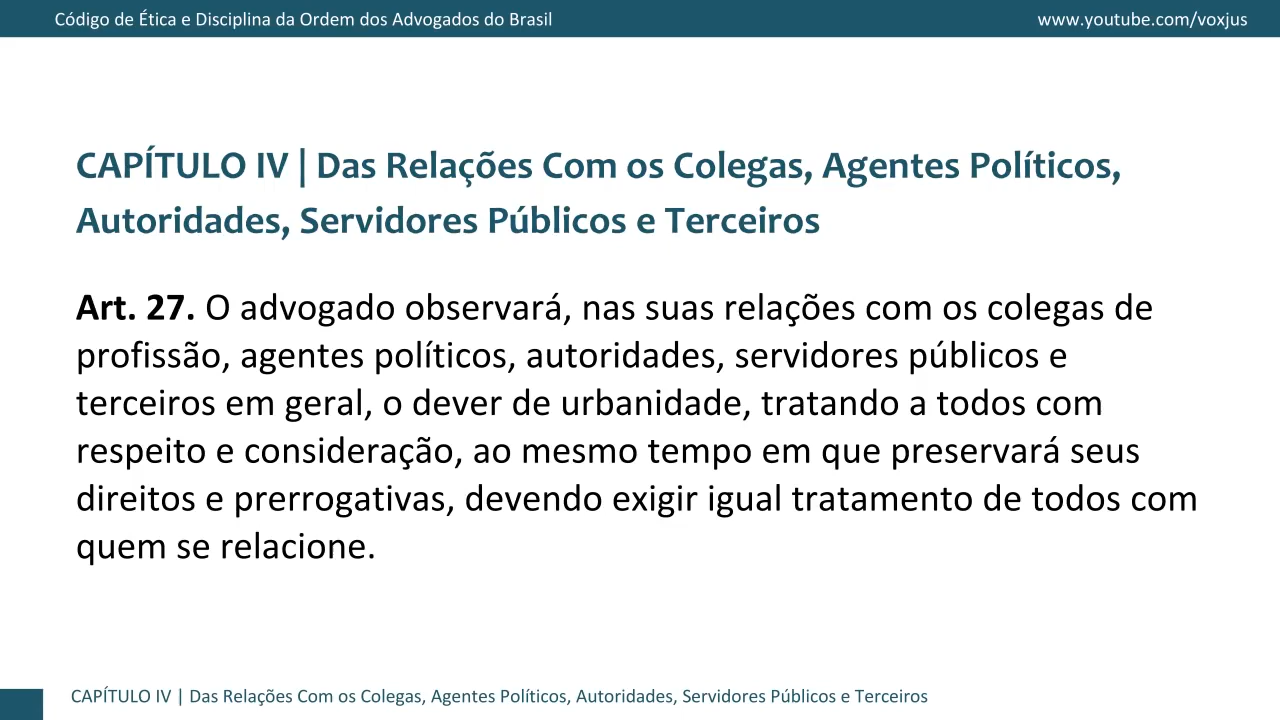 Código de Ética e Disciplina da Ordem dos Advogados do Brasil
www.youtube.com/voxjus
CAPÍTULO IV | Das Relações Com os Colegas, Agentes Políticos,
Autoridades, Servidores Públicos e Terceiros
Art. 27. O advogado observará, nas suas relações com os colegas de
profissão, agentes políticos, autoridades, servidores públicos e
terceiros em geral, o dever de urbanidade, tratando a todos com
respeito e consideração, ao mesmo tempo em que preservará seus
direitos e prerrogativas, devendo exigir igual tratamento de todos com
quem se relacione.
CAPÍTULO IV | Das Relações Com os Colegas, Agentes Políticos, Autoridades, Servidores Públicos e Terceiros